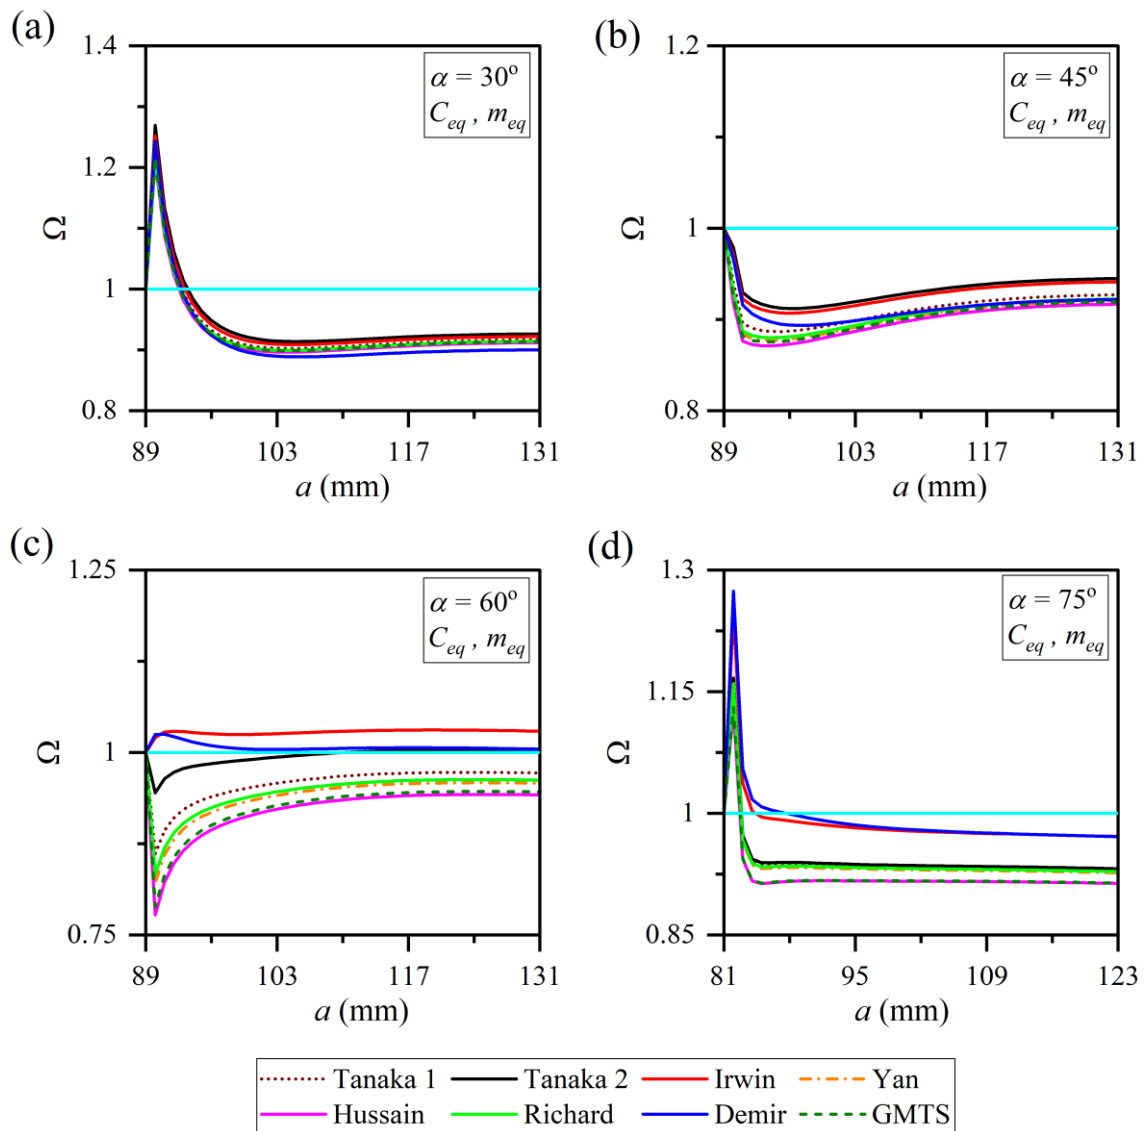 (a)
1.4
1.2
1
0.8
Ω
α = 30°
C_eq , m_eq
89 103 117 131
a (mm)
(b)
1.2
1
0.8
Ω
α = 45°
C_eq , m_eq
89 103 117 131
a (mm)
(c)
1.25
1
0.75
Ω
α = 60°
C_eq , m_eq
89 103 117 131
a (mm)
(d)
1.3
1.15
1
0.85
Ω
α = 75°
C_eq , m_eq
81 95 109 123
a (mm)
Tanaka 1 Tanaka 2 Irwin Yan
Hussain Richard Demir GMTS